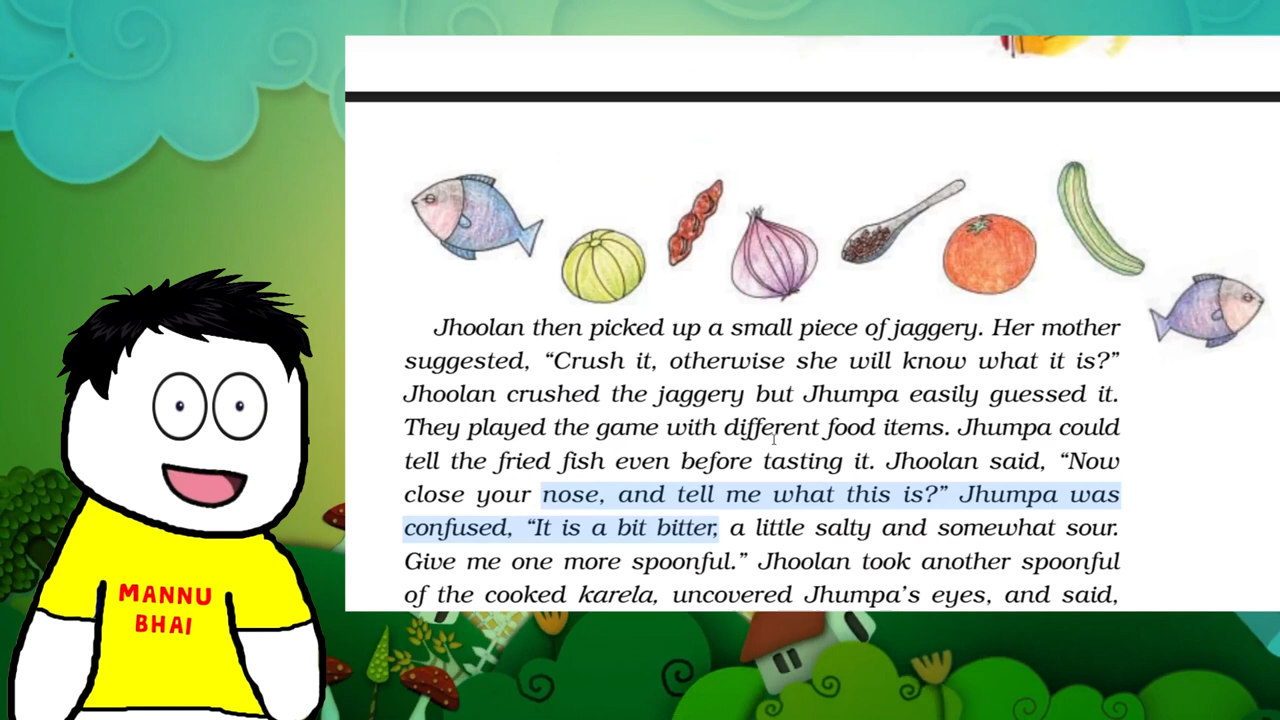 MANNU
BHAI
Jhoolan then picked up a small piece of jaggery. Her mother
suggested, “Crush it, otherwise she will know what it is?”
Jhoolan crushed the jaggery but Jhumpa easily guessed it.
They played the game with different food items. Jhumpa could
tell the fried fish even before tasting it. Jhoolan said, “Now
close your nose, and tell me what this is?” Jhumpa was
confused, “It is a bit bitter, a little salty and somewhat sour.
Give me one more spoonful.” Jhoolan took another spoonful
of the cooked karela, uncovered Jhumpa’s eyes, and said,